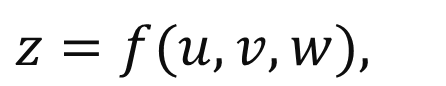 z = f(u, v, w),